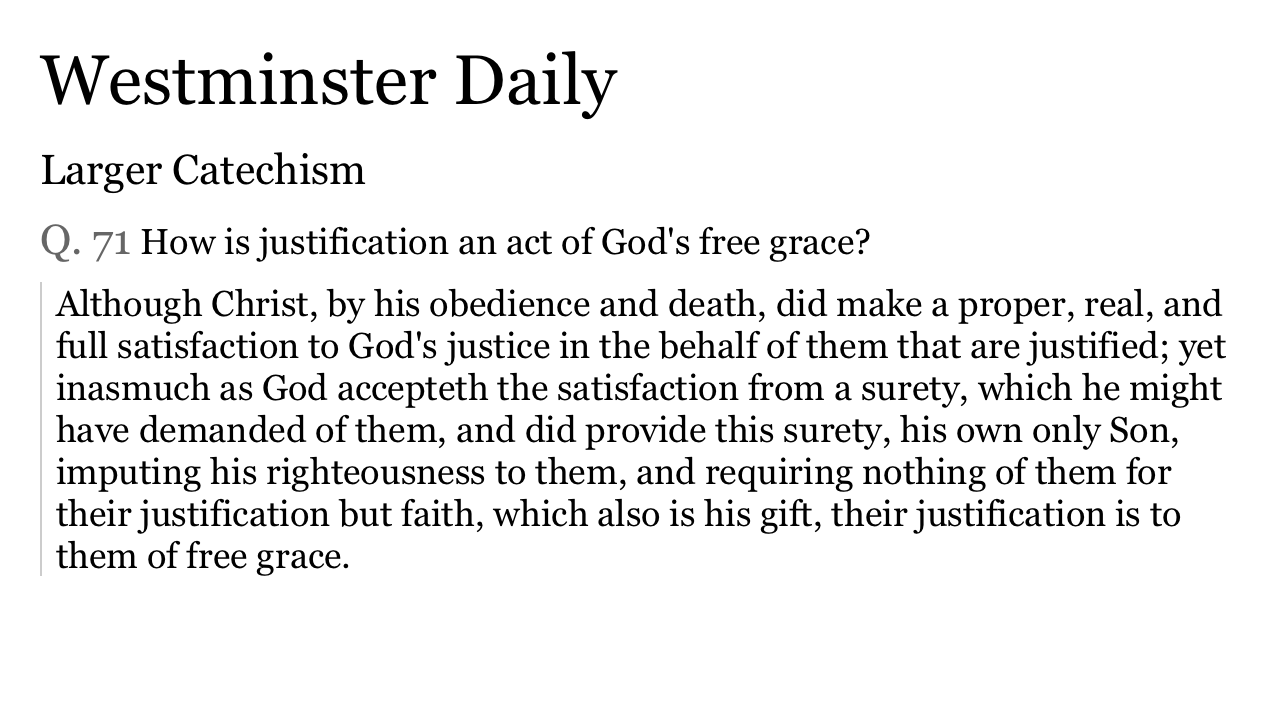 Westminster Daily
Larger Catechism
Q. 71 How is justification an act of God's free grace?
Although Christ, by his obedience and death, did make a proper, real, and
full satisfaction to God's justice in the behalf of them that are justified; yet
inasmuch as God accepteth the satisfaction from a surety, which he might
have demanded of them, and did provide this surety, his own only Son,
imputing his righteousness to them, and requiring nothing of them for
their justification but faith, which also is his gift, their justification is to
them of free grace.